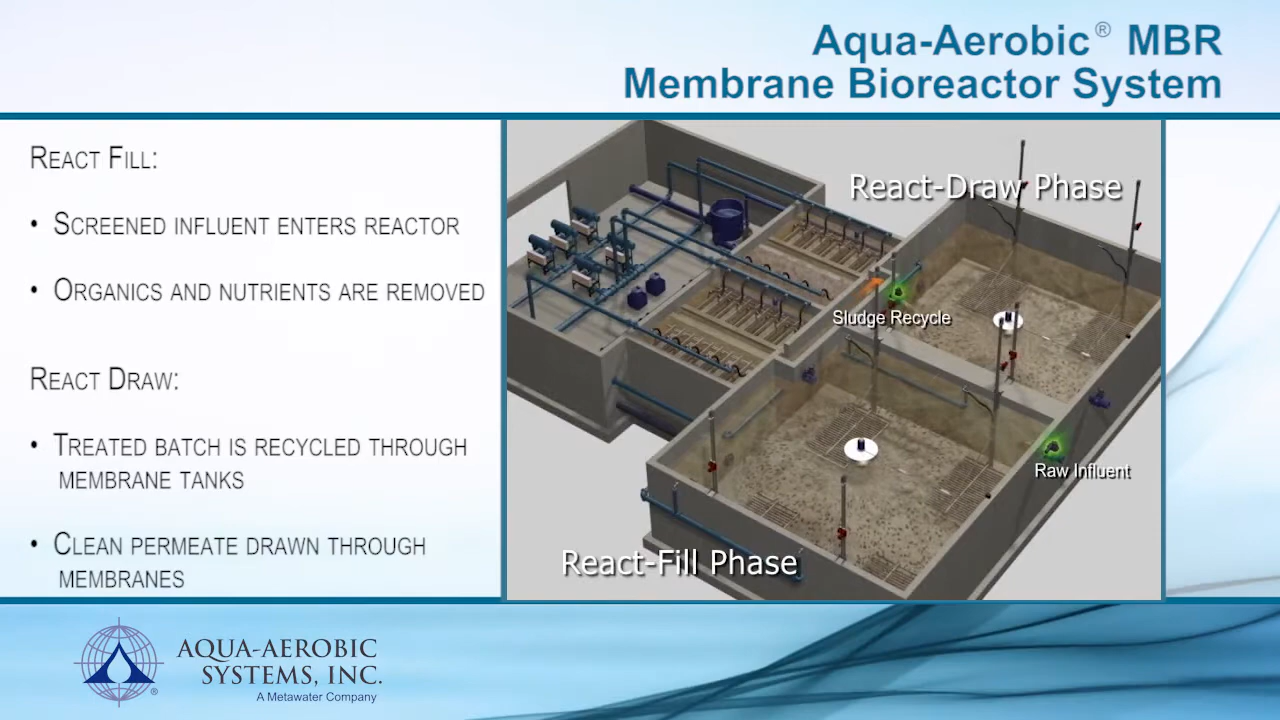 Aqua-Aerobic® MBR
Membrane Bioreactor System
React Fill:
• Screened influent enters reactor
• Organics and nutrients are removed
React Draw:
• Treated batch is recycled through
membrane tanks
• Clean permeate drawn through
membranes
React-Draw Phase
Sludge Recycle
Raw Influent
React-Fill Phase
AQUA-AEROBIC
SYSTEMS, INC.
®
A Metawater Company